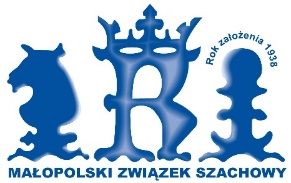 R
Rok założenia 1938
MAŁOPOLSKI ZWIĄZEK SZACHOWY